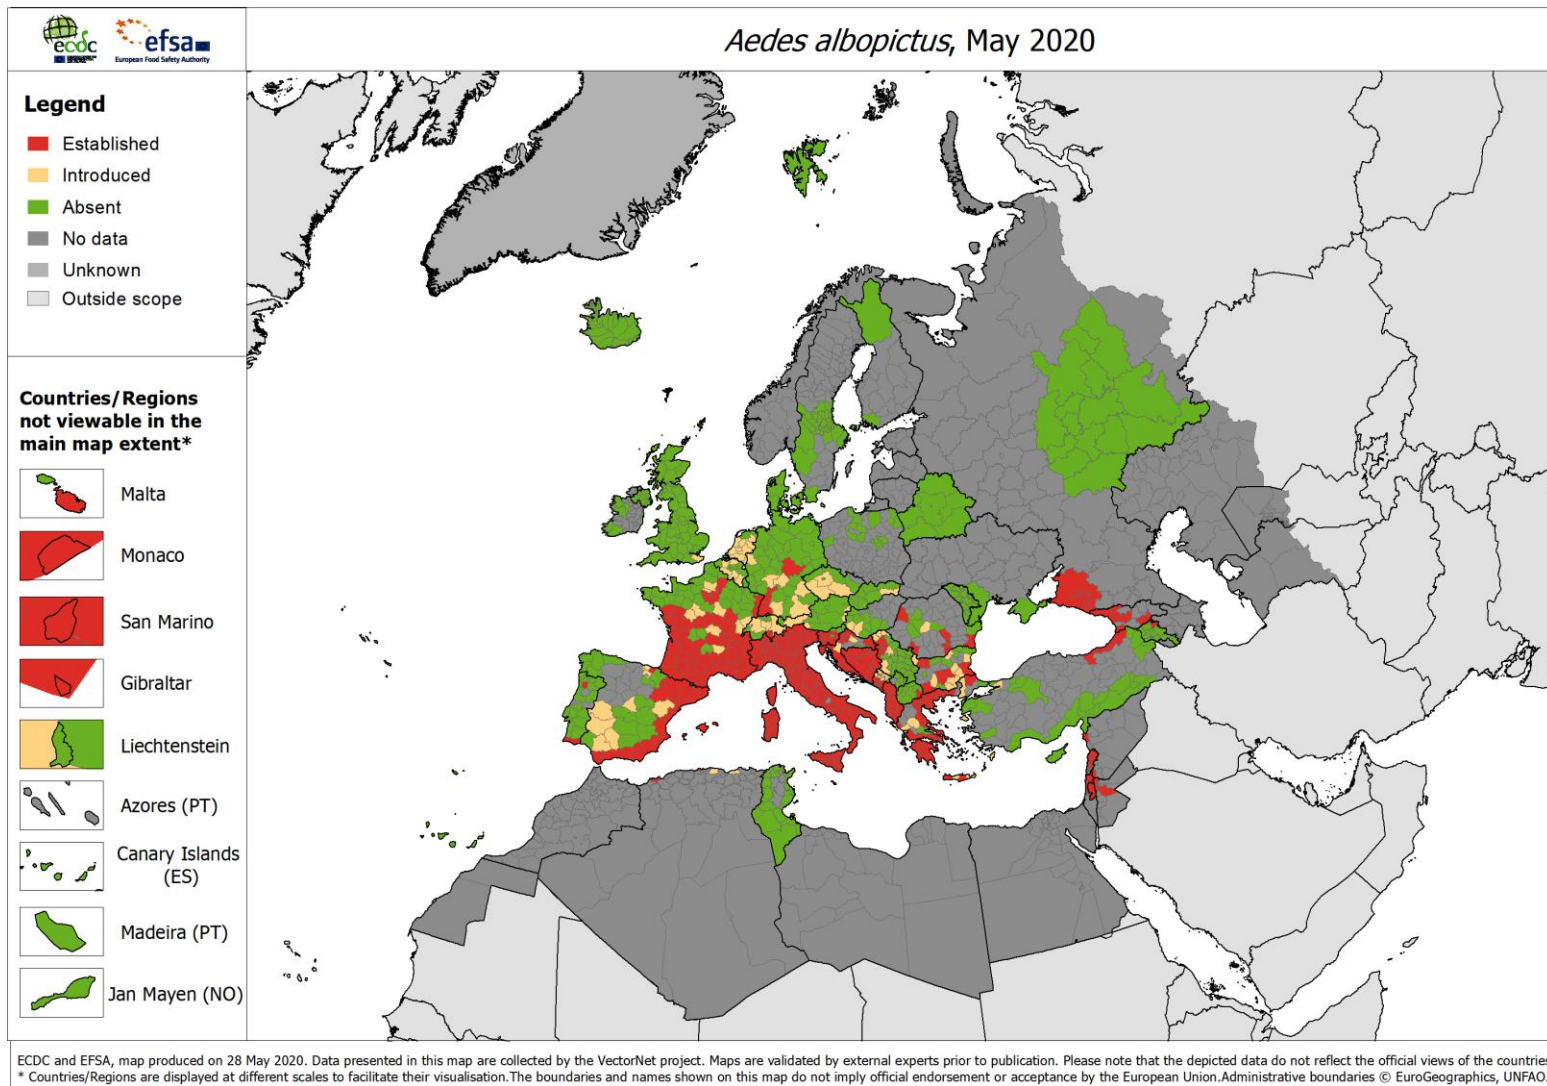 ecdc
efsa
European Food Safety Authority
Aedes albopictus, May 2020
Legend
Established
Introduced
Absent
No data
Unknown
Outside scope
Countries/Regions
not viewable in the
main map extent*
Malta
Monaco
San Marino
Gibraltar
Liechtenstein
Azores (PT)
Canary Islands
(ES)
Madeira (PT)
Jan Mayen (NO)
ECDC and EFSA, map produced on 28 May 2020. Data presented in this map are collected by the VectorNet project. Maps are validated by external experts prior to publication. Please note that the depicted data do not reflect the official views of the countries
* Countries/Regions are displayed at different scales to facilitate their visualisation.The boundaries and names shown on this map do not imply official endorsement or acceptance by the European Union.Administrative boundaries © EuroGeographics, UNFAO.